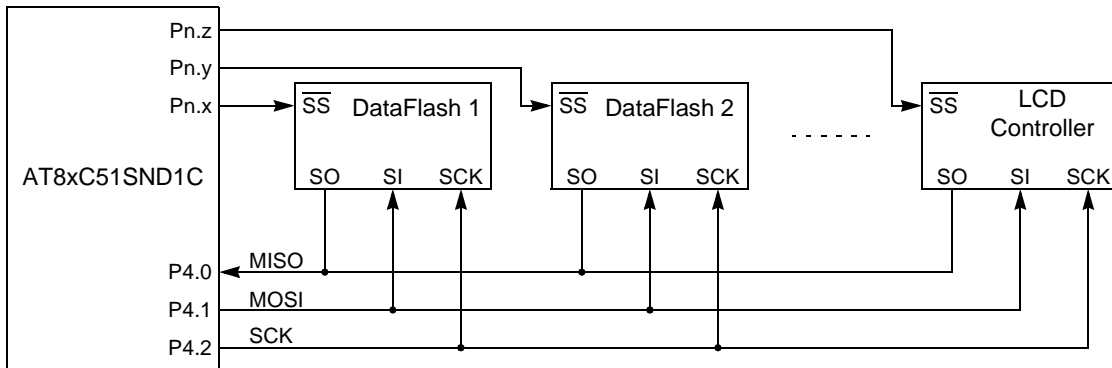 Pn.z
Pn.y
Pn.x
SS DataFlash 1
SS DataFlash 2
SS LCD
Controller
AT8xC51SND1C
SO SI SCK
SO SI SCK
SO SI SCK
P4.0 MISO
P4.1 MOSI
P4.2 SCK